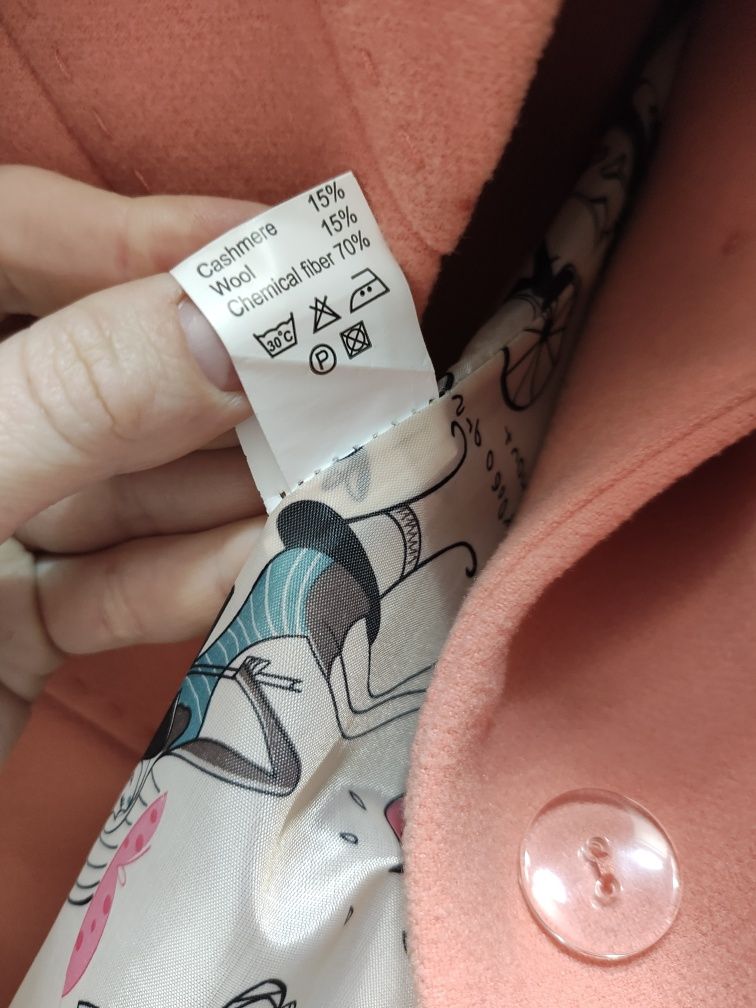 Cashmere 15%
Wool 15%
Chemical fiber 70%
30°C
P